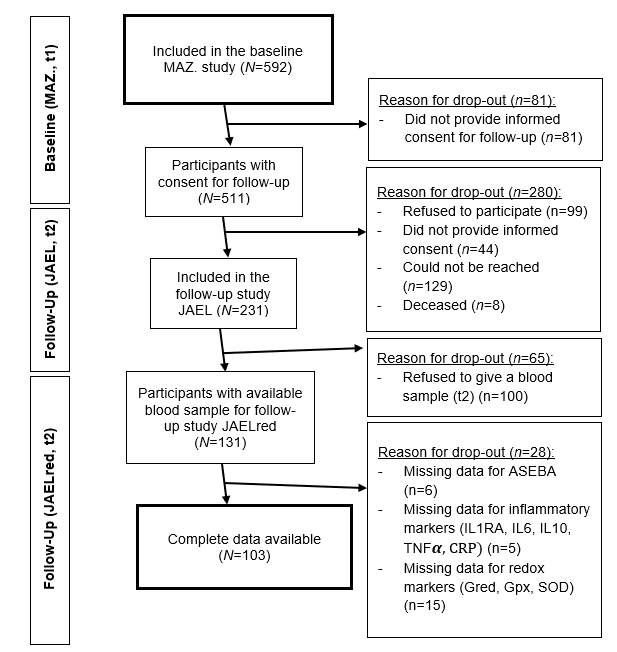 Baseline (MAZ., t1)
Included in the baseline
MAZ. study (N=592)
Reason for drop-out (n=81):
- Did not provide informed
consent for follow-up (n=81)
Participants with
consent for follow-up
(N=511)
Reason for drop-out (n=280):
- Refused to participate (n=99)
- Did not provide informed
consent (n=44)
- Could not be reached
(n=129)
- Deceased (n=8)
Follow-Up (JAEL, t2)
Included in the
follow-up study
JAEL (N=231)
Reason for drop-out (n=65):
- Refused to give a blood
sample (t2) (n=100)
Follow-Up (JAELred, t2)
Participants with available
blood sample for follow-
up study JAELred
(N=131)
Reason for drop-out (n=28):
- Missing data for ASEBA
(n=6)
- Missing data for inflammatory
markers (IL1RA, IL6, IL10,
TNFα, CRP) (n=5)
- Missing data for redox
markers (Gred, Gpx, SOD)
(n=15)
Complete data available
(N=103)